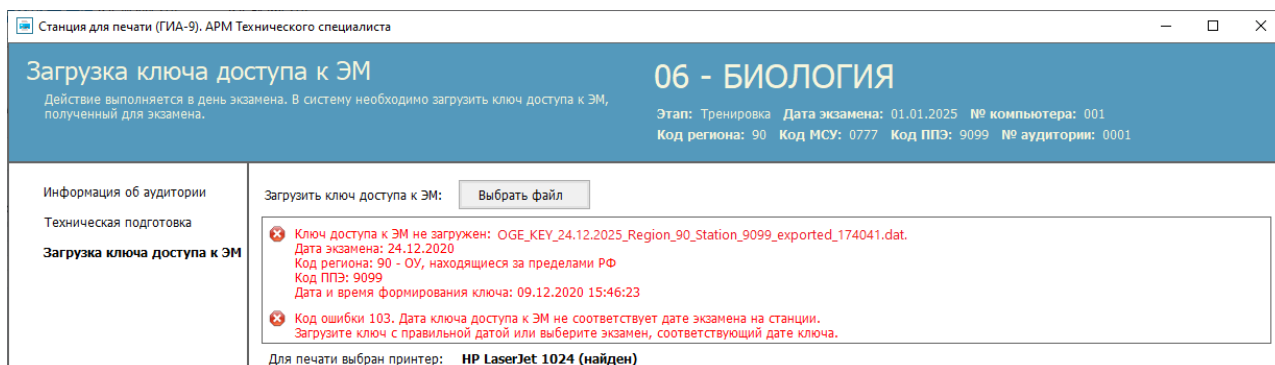 Станция для печати (ГИА-9). АРМ Технического специалиста
Загрузка ключа доступа к ЭМ
Действие выполняется в день экзамена. В систему необходимо загрузить ключ доступа к ЭМ,
полученный для экзамена.
06 - БИОЛОГИЯ
Этап: Тренировка Дата экзамена: 01.01.2025 № компьютера: 001
Код региона: 90 Код МСУ: 0777 Код ППЭ: 9099 № аудитории: 0001
Информация об аудитории
Техническая подготовка
Загрузка ключа доступа к ЭМ
Загрузить ключ доступа к ЭМ: Выбрать файл
Ключ доступа к ЭМ не загружен: OGE_KEY_24.12.2025_Region_90_Station_9099_exported_174041.dat.
Дата экзамена: 24.12.2020
Код региона: 90 - ОУ, находящиеся за пределами РФ
Код ППЭ: 9099
Дата и время формирования ключа: 09.12.2020 15:46:23
Код ошибки 103. Дата ключа доступа к ЭМ не соответствует дате экзамена на станции.
Загрузите ключ с правильной датой или выберите экзамен, соответствующий дате ключа.
Для печати выбран принтер: HP LaserJet 1024 (найден)